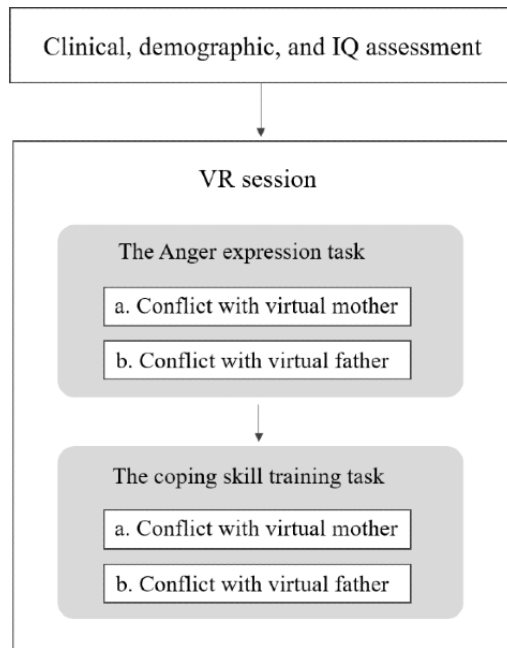 Clinical, demographic, and IQ assessment
VR session
The Anger expression task
a. Conflict with virtual mother
b. Conflict with virtual father
The coping skill training task
a. Conflict with virtual mother
b. Conflict with virtual father